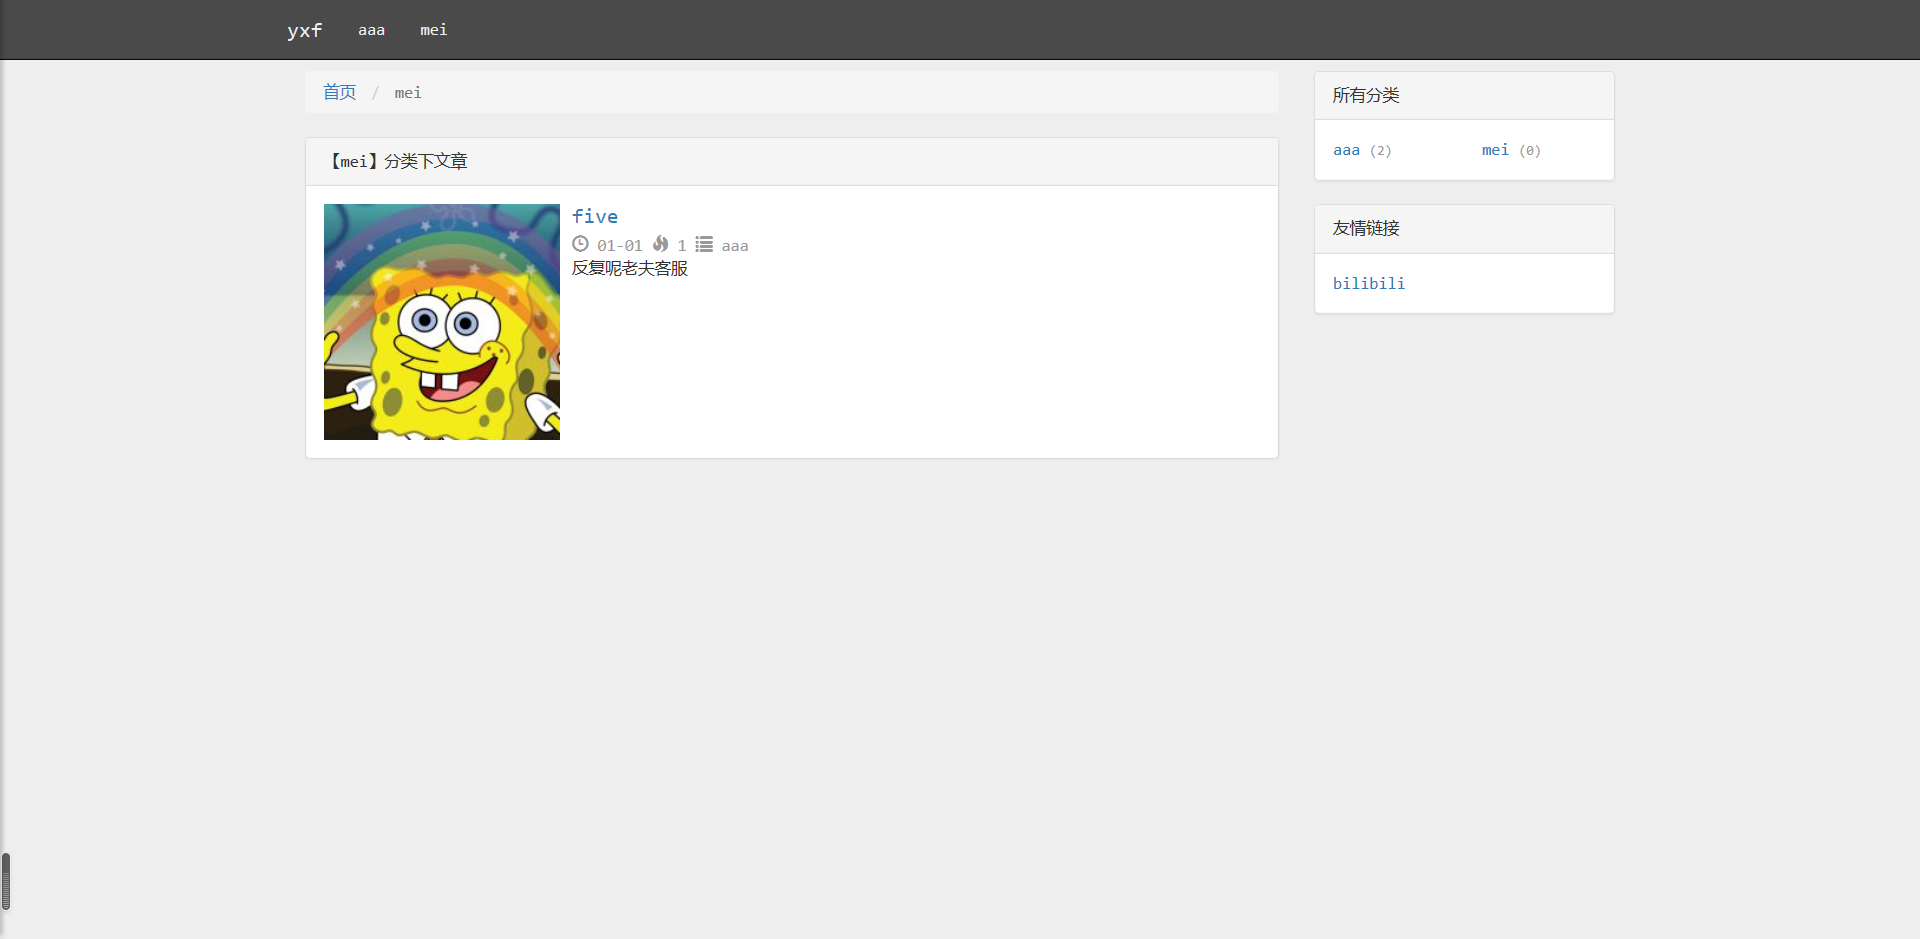 yxf aaa mei
首页 / mei
【mei】分类下文章
five
01-01 1 aaa
反复呢老夫客服
所有分类
aaa (2) mei (0)
友情链接
bilibili